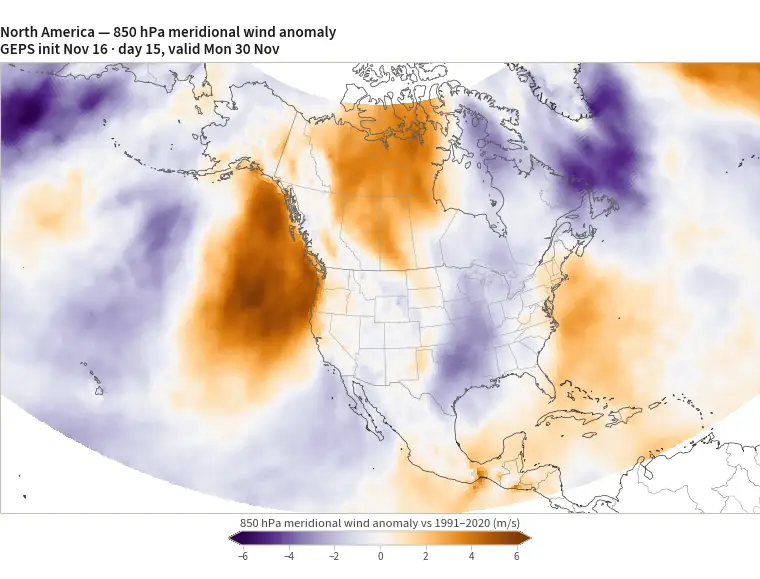 North America — 850 hPa meridional wind anomaly
GEPS init Nov 16 · day 15, valid Mon 30 Nov
850 hPa meridional wind anomaly vs 1991–2020 (m/s)
−6 −4 −2 0 2 4 6